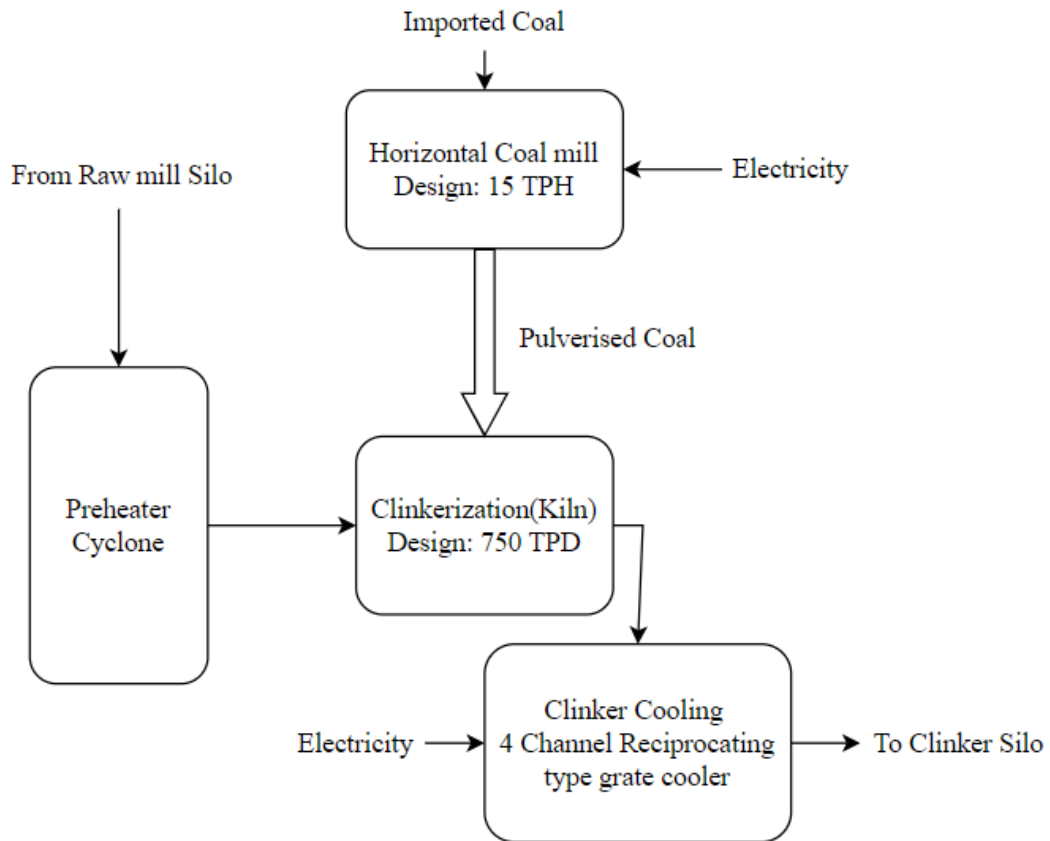 Imported Coal
Horizontal Coal mill
Design: 15 TPH
Electricity
From Raw mill Silo
Pulverised Coal
Preheater
Cyclone
Clinkerization(Kiln)
Design: 750 TPD
Clinker Cooling
4 Channel Reciprocating
type grate cooler
Electricity
To Clinker Silo